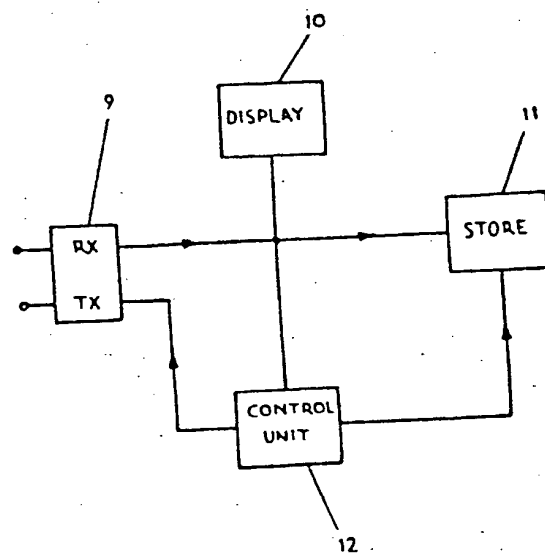 10
DISPLAY
9
11
RX
TX
STORE
CONTROL
UNIT
12